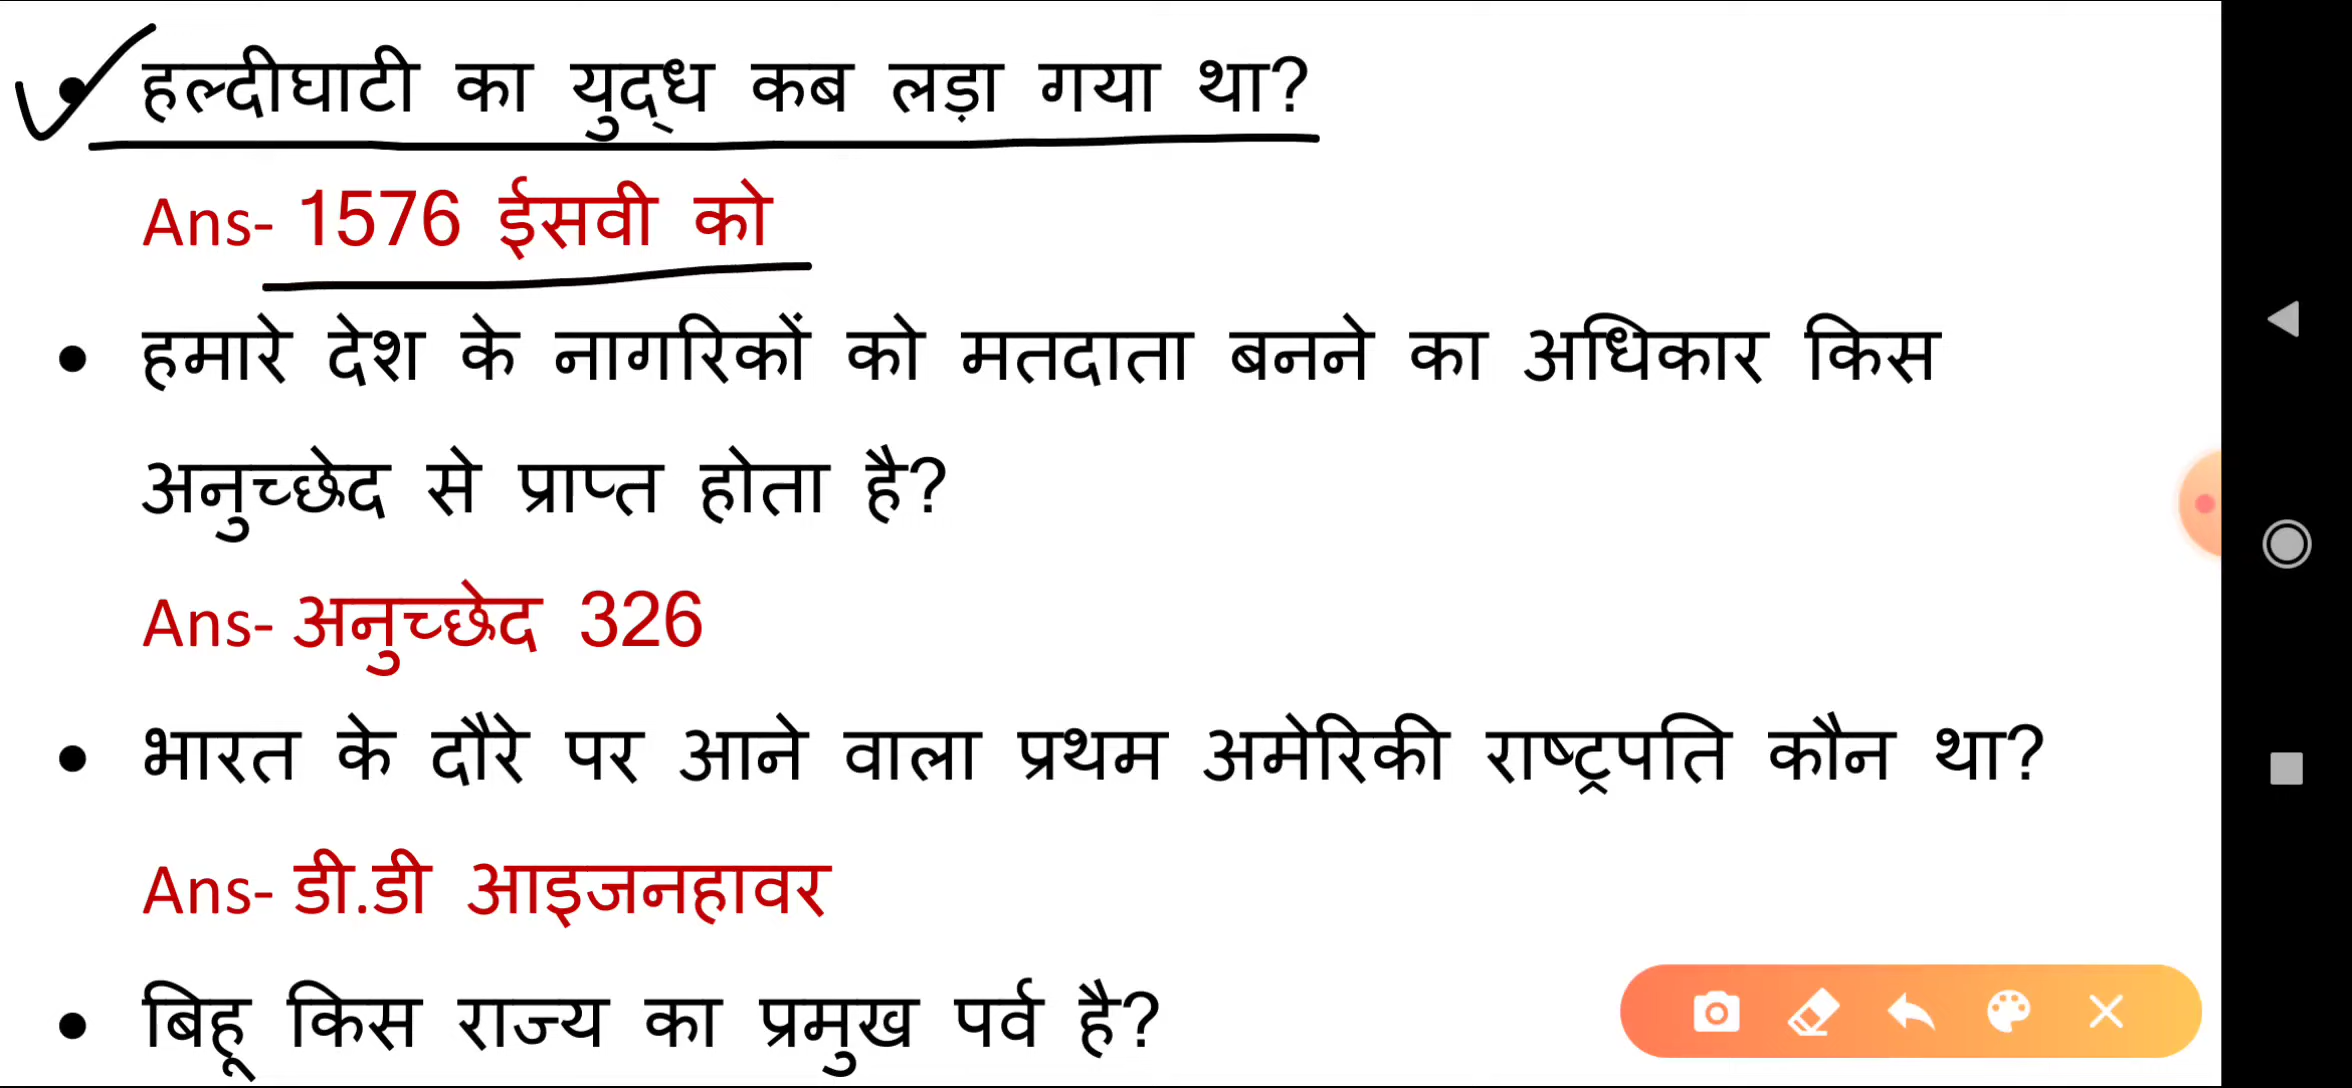 • हल्दीघाटी का युद्ध कब लड़ा गया था?
Ans- 1576 ईसवी को
• हमारे देश के नागरिकों को मतदाता बनने का अधिकार किस
अनुच्छेद से प्राप्त होता है?
Ans- अनुच्छेद 326
• भारत के दौरे पर आने वाला प्रथम अमेरिकी राष्ट्रपति कौन था?
Ans- डी.डी आइजनहावर
• बिहू किस राज्य का प्रमुख पर्व है?